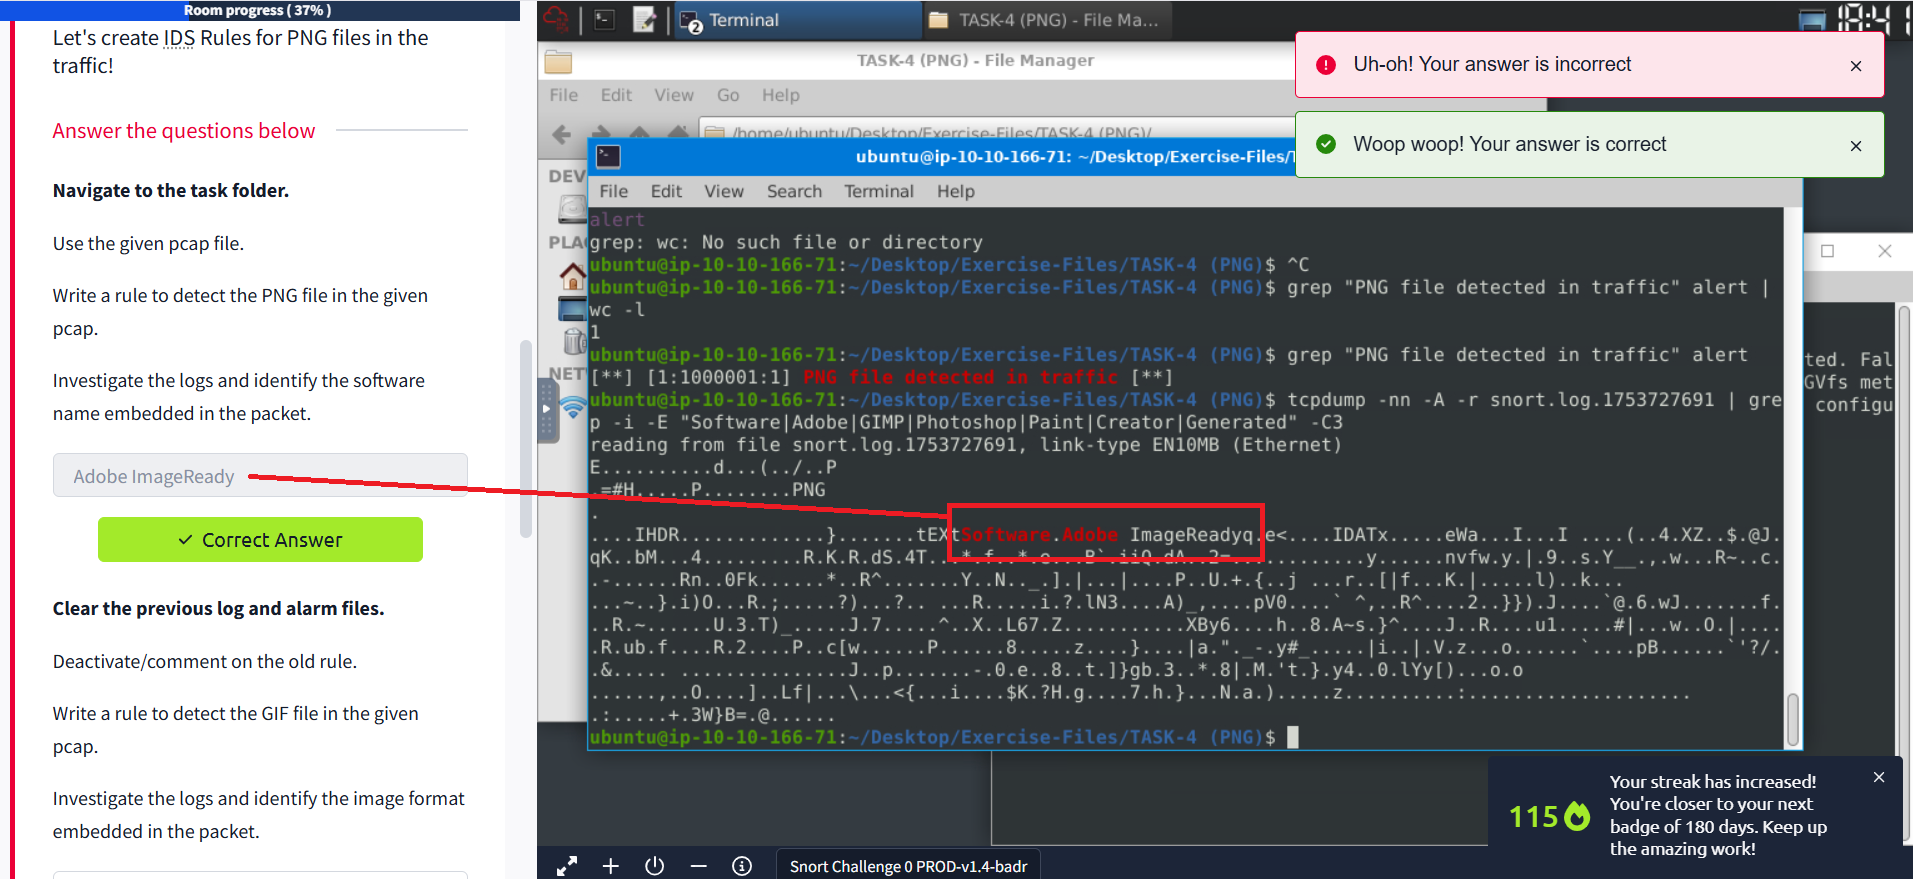 Room progress ( 37% )
Let's create IDS Rules for PNG files in the
traffic!
Answer the questions below
Navigate to the task folder.
Use the given pcap file.
Write a rule to detect the PNG file in the given
pcap.
Investigate the logs and identify the software
name embedded in the packet.
Adobe ImageReady
Correct Answer
Clear the previous log and alarm files.
Deactivate/comment on the old rule.
Write a rule to detect the GIF file in the given
pcap.
Investigate the logs and identify the image format
embedded in the packet.
2 Terminal
TASK-4 (PNG) - File Ma...
18:41
TASK-4 (PNG) - File Manager
File Edit View Go Help
/home/ubuntu/Desktop/Exercise-Files/TASK-4 (PNG)/
DEV
PLA
NET
Uh-oh! Your answer is incorrect
Woop woop! Your answer is correct
ubuntu@ip-10-10-166-71: ~/Desktop/Exercise-Files/T
File Edit View Search Terminal Help
alert
grep: wc: No such file or directory
ubuntu@ip-10-10-166-71:~/Desktop/Exercise-Files/TASK-4 (PNG)$ ^C
ubuntu@ip-10-10-166-71:~/Desktop/Exercise-Files/TASK-4 (PNG)$ grep "PNG file detected in traffic" alert |
wc -l
1
ubuntu@ip-10-10-166-71:~/Desktop/Exercise-Files/TASK-4 (PNG)$ grep "PNG file detected in traffic" alert
[**] [1:1000001:1] PNG file detected in traffic [**]
ubuntu@ip-10-10-166-71:~/Desktop/Exercise-Files/TASK-4 (PNG)$ tcpdump -nn -A -r snort.log.1753727691 | gre
p -i -E "Software|Adobe|GIMP|Photoshop|Paint|Creator|Generated" -C3
reading from file snort.log.1753727691, link-type EN10MB (Ethernet)
E..........d...(../..P
.=#H.....P........PNG
.
....IHDR.............}.......tEXtSoftware.Adobe ImageReadyq.e<....IDATx.....eWa...I...I ....(..4.XZ..$.@J.
qK..bM...4.........R.K.R.dS.4T
.y......nvfw.y.|.9..s.Y__.,.w...R~..c.
.-......Rn..0Fk......*..R^.......Y..N.._.].|...|....P..U.+.{..j ...r..[|f...K.|.....l)..k...
...~..}.i)O...R.;.....?)...?.. ...R.....i.?.lN3....A)_,....pV0....` ^,..R^....2..}}).J....`@.6.wJ.......f.
..R.~......U.3.T)_.....J.7.....^..X..L67.Z...........XBy6....h..8.A~s.}^....J..R....u1.....#|...w..O.|....
.R.ub.f....R.2....P..c[w......P......8.....z....}....|a."._-.y#_.....|i..|.V.z...o......`....pB......`'?/.
.&..... ...............J..p.......-.0.e..8..t.]}gb.3..*.8|.M.'t.}.y4..0.lYy[)...o.o
......,..O....]..Lf|...\...<{...i....$K.?H.g....7.h.}...N.a.).....z..........:....................
.:.....+.3W}B=.@......
ubuntu@ip-10-10-166-71:~/Desktop/Exercise-Files/TASK-4 (PNG)$
ted. Fal
GVfs met
configu
115
Your streak has increased!
You're closer to your next
badge of 180 days. Keep up
the amazing work!
Snort Challenge 0 PROD-v1.4-badr